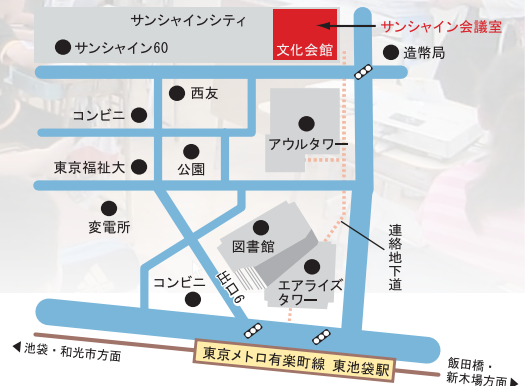 サンシャインシティ
サンシャイン会議室
サンシャイン60
文化会館
造幣局
西友
コンビニ
アウルタワー
東京福祉大
公園
変電所
図書館
連絡地下道
コンビニ
出口6
エアライズ
タワー
東京メトロ有楽町線 東池袋駅
池袋・和光市方面
飯田橋・
新木場方面